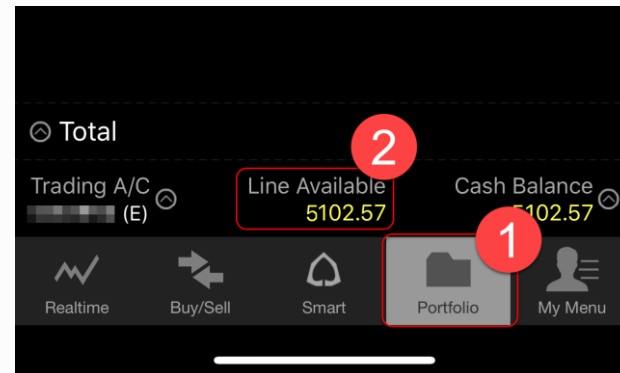 Total
2
Trading A/C
(E)
Line Available
5102.57
Cash Balance
5102.57
1
Realtime
Buy/Sell
Smart
Portfolio
My Menu